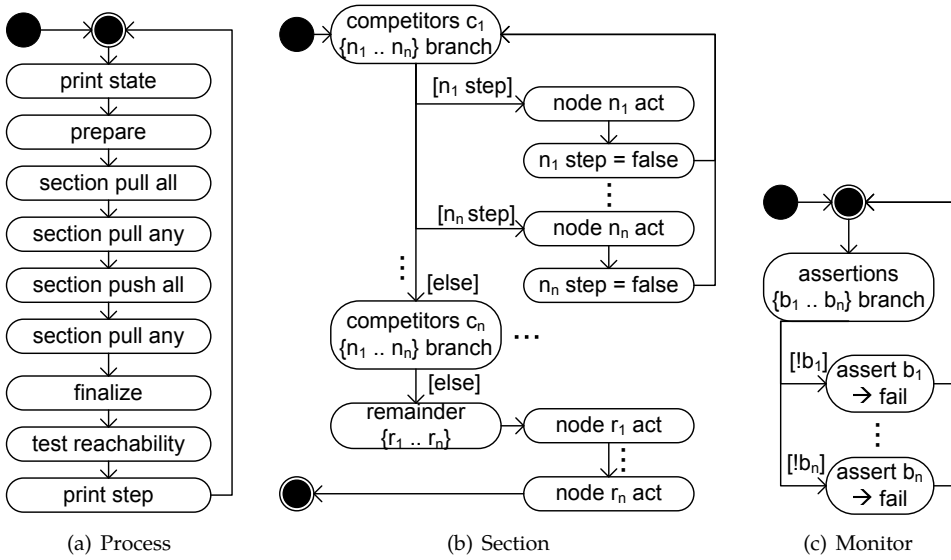 print state
prepare
section pull all
section pull any
section push all
section pull any
finalize
test reachability
print step
(a) Process
competitors c₁
{n₁ .. nₙ} branch
[n₁ step]
node n₁ act
n₁ step = false
⋮
[nₙ step]
node nₙ act
nₙ step = false
⋮
[else]
competitors cₙ
{n₁ .. nₙ} branch
...
[else]
remainder
{r₁ .. rₙ}
node r₁ act
⋮
node rₙ act
(b) Section
assertions
{b₁ .. bₙ} branch
[!b₁]
assert b₁
→ fail
⋮
[!bₙ]
assert bₙ
→ fail
(c) Monitor